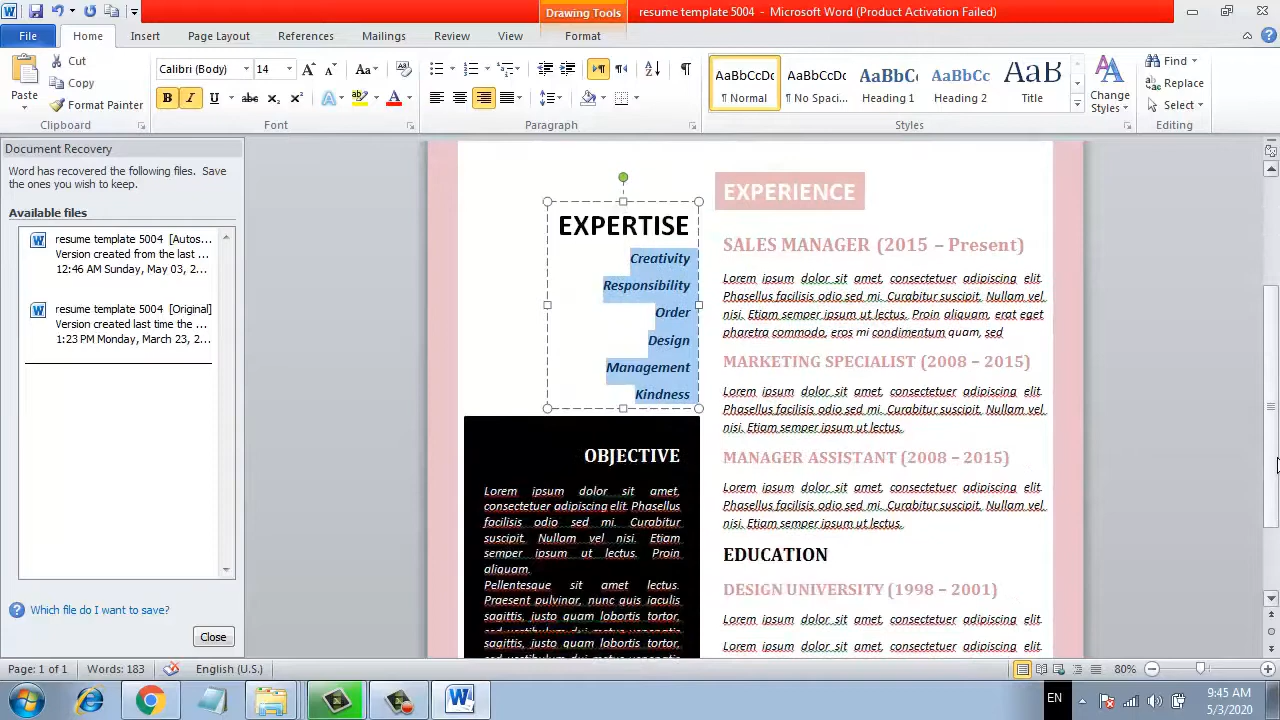 Drawing Tools
resume template 5004 - Microsoft Word (Product Activation Failed)
File Home Insert Page Layout References Mailings Review View Format
Paste
Cut
Copy
Format Painter
Clipboard
Calibri (Body) 14
Font
Paragraph
AaBbCcDc AaBbCcDc AaBbCc AaBbCc AaB
¶ Normal ¶ No Spaci... Heading 1 Heading 2 Title
Change Styles
Styles
Find
Replace
Select
Editing
Document Recovery
Word has recovered the following files. Save
the ones you wish to keep.
Available files
resume template 5004 [Autos...
Version created from the last ...
12:46 AM Sunday, May 03, 2...
resume template 5004 [Original]
Version created last time the ...
1:23 PM Monday, March 23, 2...
Which file do I want to save?
Close
EXPERTISE
Creativity
Responsibility
Order
Design
Management
Kindness
OBJECTIVE
Lorem ipsum dolor sit amet,
consectetuer adipiscing elit. Phasellus
facilisis odio sed mi. Curabitur
suscipit. Nullam vel nisi. Etiam
semper ipsum ut lectus. Proin
aliquam.
Pellentesque sit amet lectus.
Praesent pulvinar, nunc quis iaculis
sagittis, justo quam lobortis tortor,
sagittis, justo quam lobortis tortor,
EXPERIENCE
SALES MANAGER (2015 – Present)
Lorem ipsum dolor sit amet, consectetuer adipiscing elit.
Phasellus facilisis odio sed mi. Curabitur suscipit. Nullam vel
nisi. Etiam semper ipsum ut lectus. Proin aliquam, erat eget
pharetra commodo, eros mi condimentum quam, sed
MARKETING SPECIALIST (2008 – 2015)
Lorem ipsum dolor sit amet, consectetuer adipiscing elit.
Phasellus facilisis odio sed mi. Curabitur suscipit. Nullam vel
nisi. Etiam semper ipsum ut lectus.
MANAGER ASSISTANT (2008 – 2015)
Lorem ipsum dolor sit amet, consectetuer adipiscing elit.
Phasellus facilisis odio sed mi. Curabitur suscipit. Nullam vel
nisi. Etiam semper ipsum ut lectus.
EDUCATION
DESIGN UNIVERSITY (1998 – 2001)
Lorem ipsum dolor sit amet, consectetuer adipiscing elit.
Lorem ipsum dolor sit amet, consectetuer adipiscing elit.
Page: 1 of 1 Words: 183 English (U.S.) 80%
EN
9:45 AM
5/3/2020